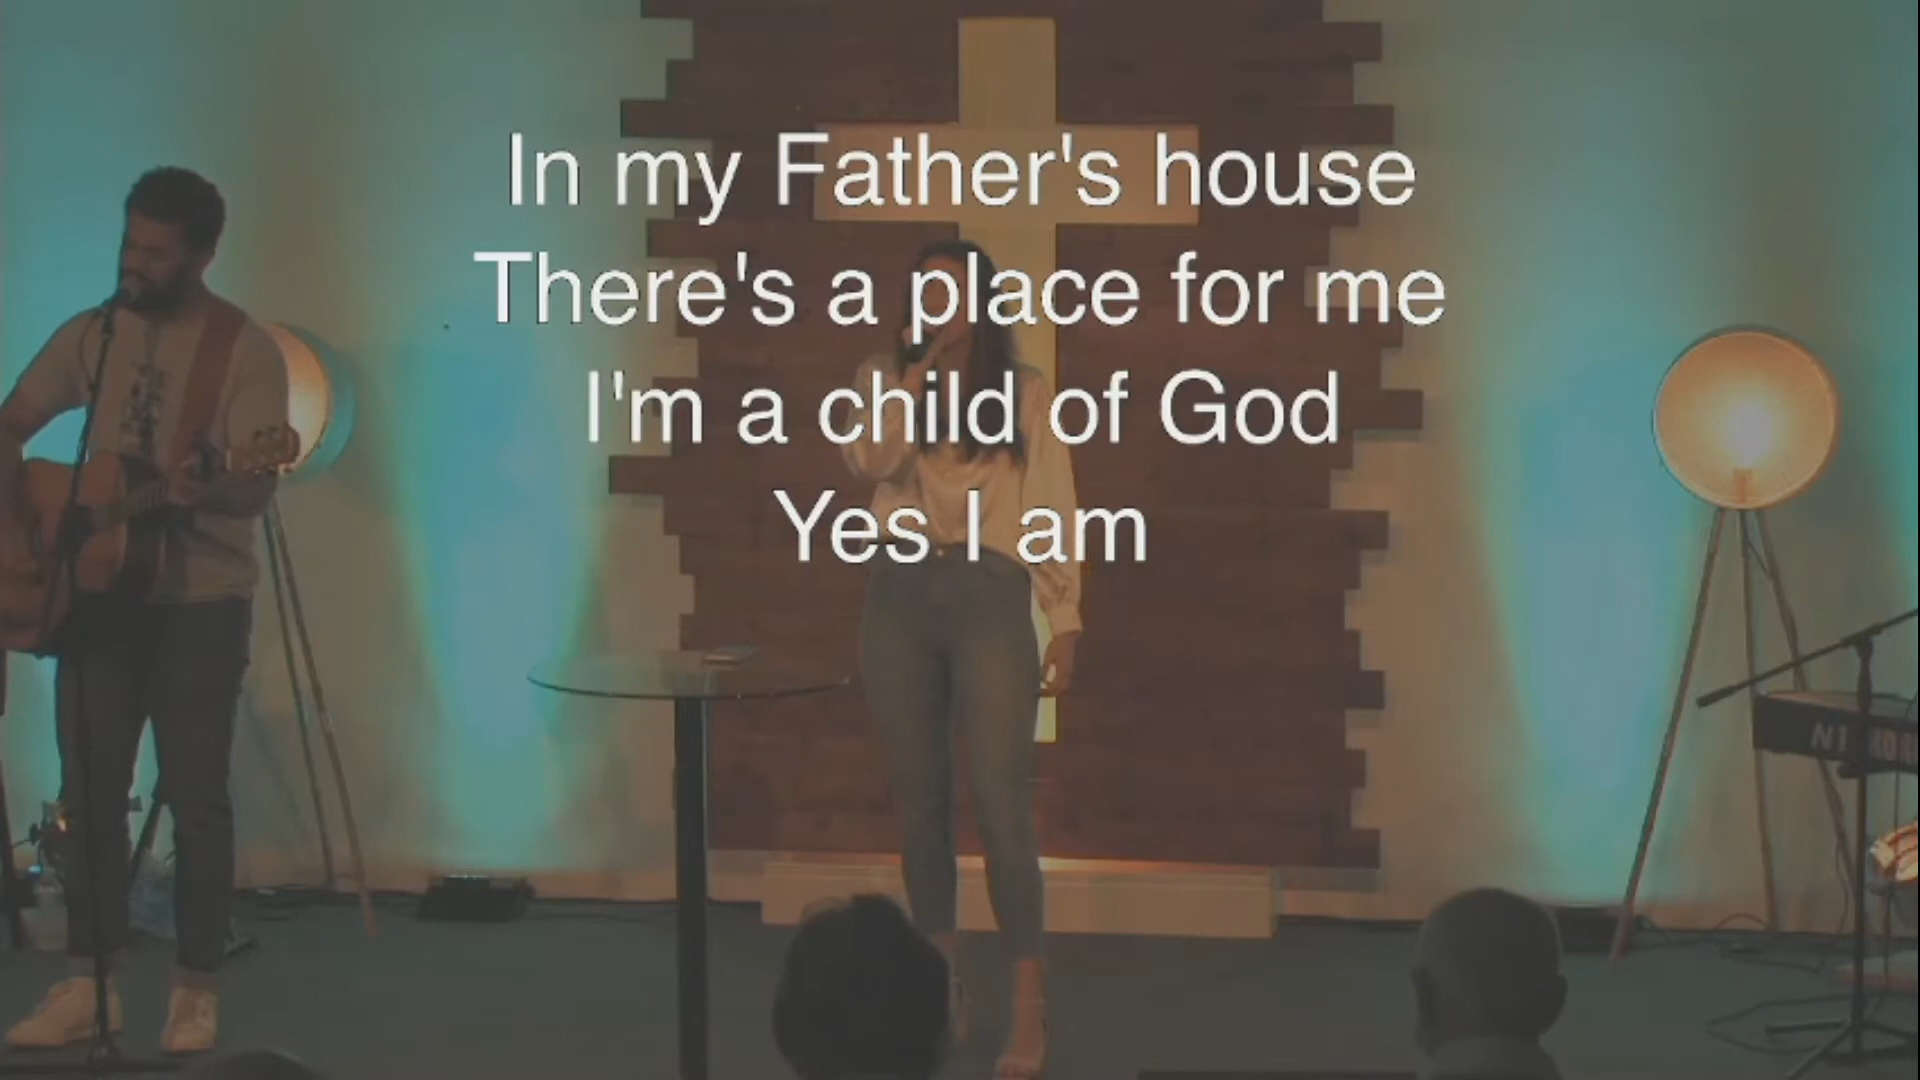 In my Father's house
There's a place for me
I'm a child of God
Yes I am